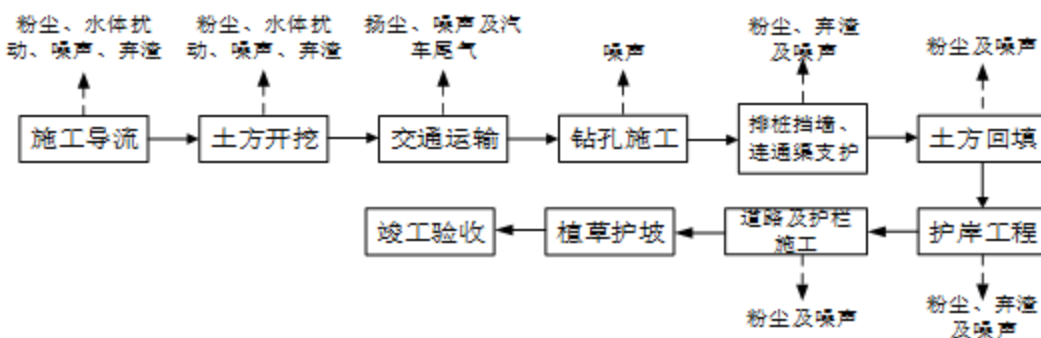 粉尘、水体扰
动、噪声、弃渣
粉尘、水体扰
动、噪声、弃渣
扬尘、噪声及汽
车尾气
噪声
粉尘、弃渣
及噪声
粉尘及噪声
施工导流
土方开挖
交通运输
钻孔施工
排桩挡墙、
连通渠支护
土方回填
竣工验收
植草护坡
道路及护栏
施工
护岸工程
粉尘及噪声
粉尘、弃渣
及噪声